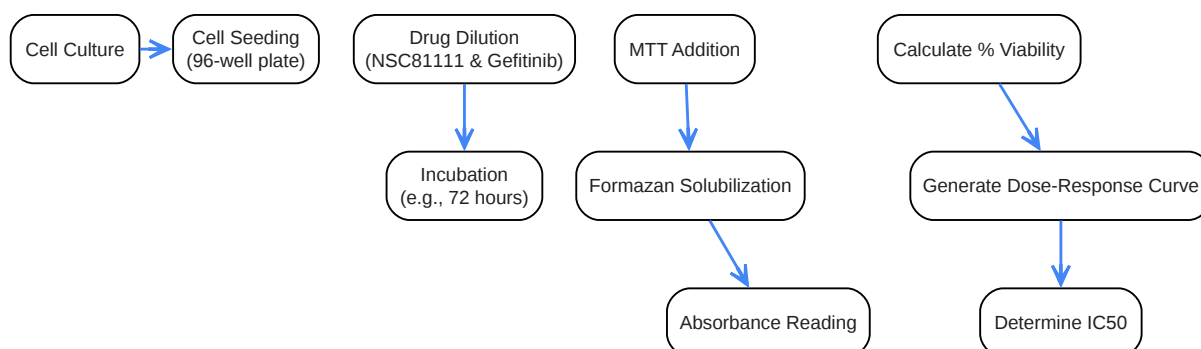 Cell Culture
Cell Seeding
(96-well plate)
Drug Dilution
(NSC81111 & Gefitinib)
Incubation
(e.g., 72 hours)
MTT Addition
Formazan Solubilization
Absorbance Reading
Calculate % Viability
Generate Dose-Response Curve
Determine IC50